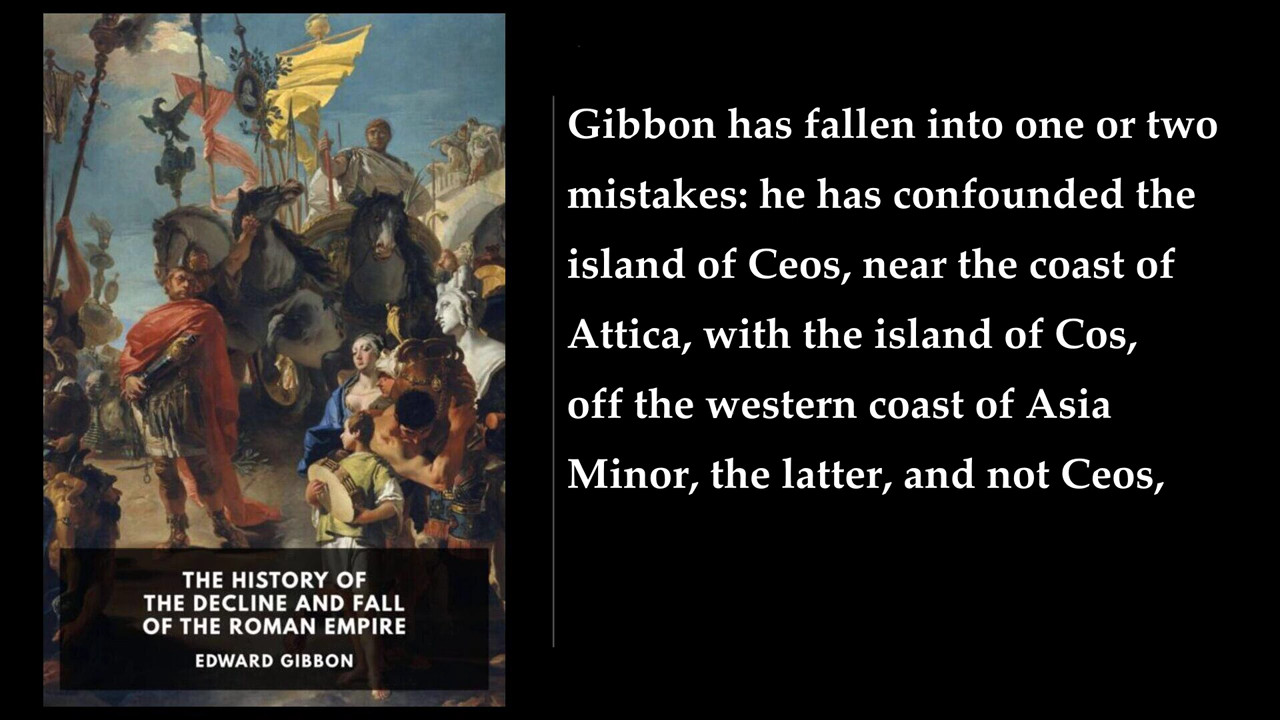 Gibbon has fallen into one or two
mistakes: he has confounded the
island of Ceos, near the coast of
Attica, with the island of Cos,
off the western coast of Asia
Minor, the latter, and not Ceos,
THE HISTORY OF
THE DECLINE AND FALL
OF THE ROMAN EMPIRE
EDWARD GIBBON